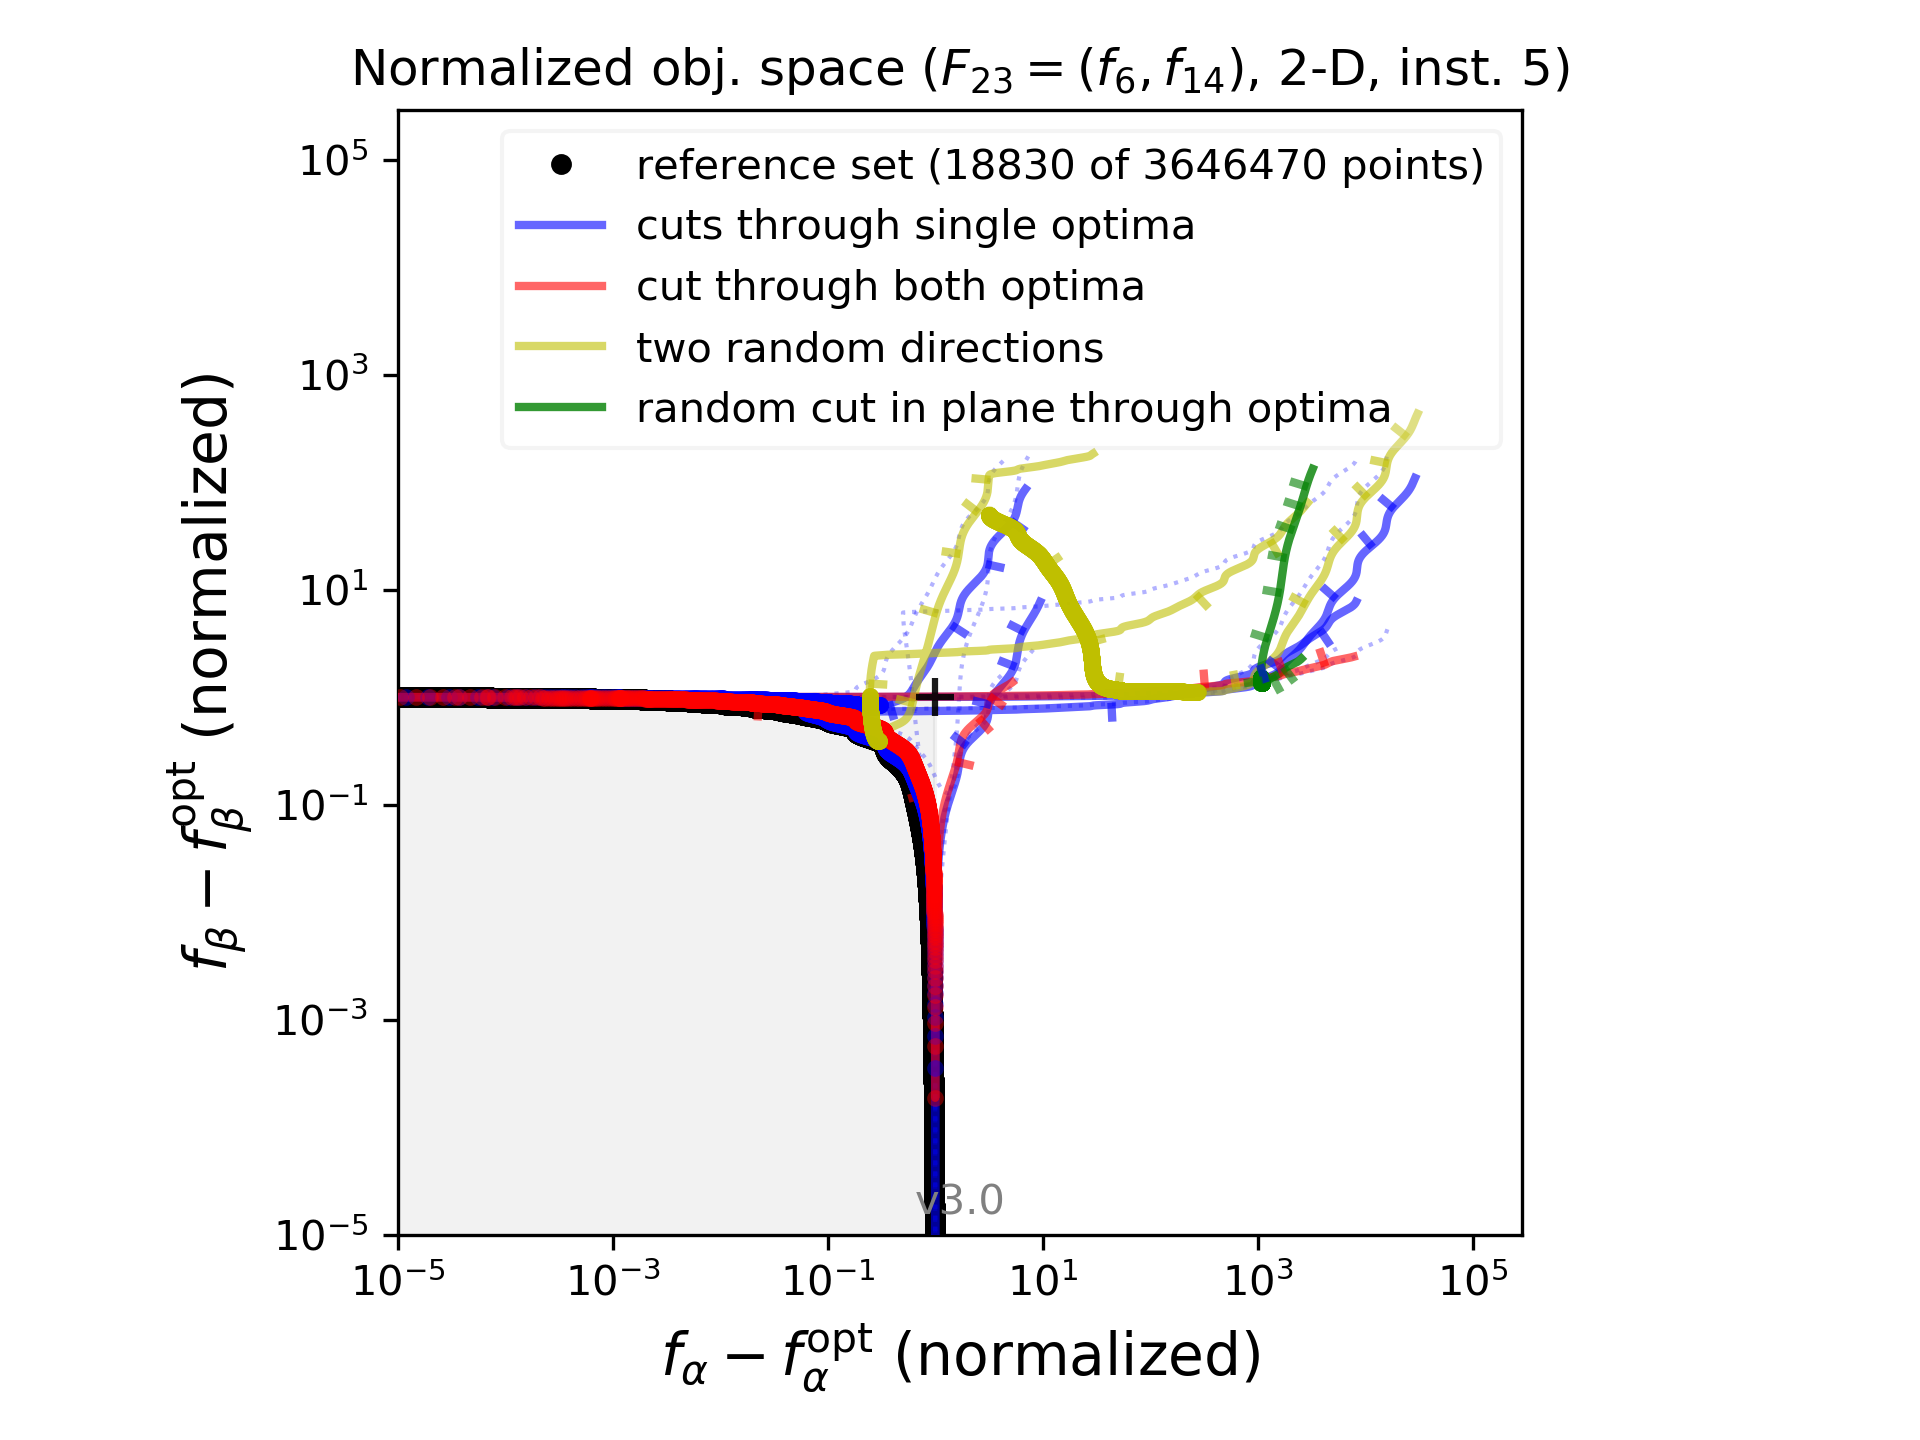 Normalized obj. space (F₂₃ = (f₆, f₁₄), 2-D, inst. 5)
reference set (18830 of 3646470 points)
cuts through single optima
cut through both optima
two random directions
random cut in plane through optima
10⁵
10³
10¹
10⁻¹
10⁻³
10⁻⁵
f_β − f_β^opt (normalized)
v3.0
10⁻⁵ 10⁻³ 10⁻¹ 10¹ 10³ 10⁵
f_α − f_α^opt (normalized)